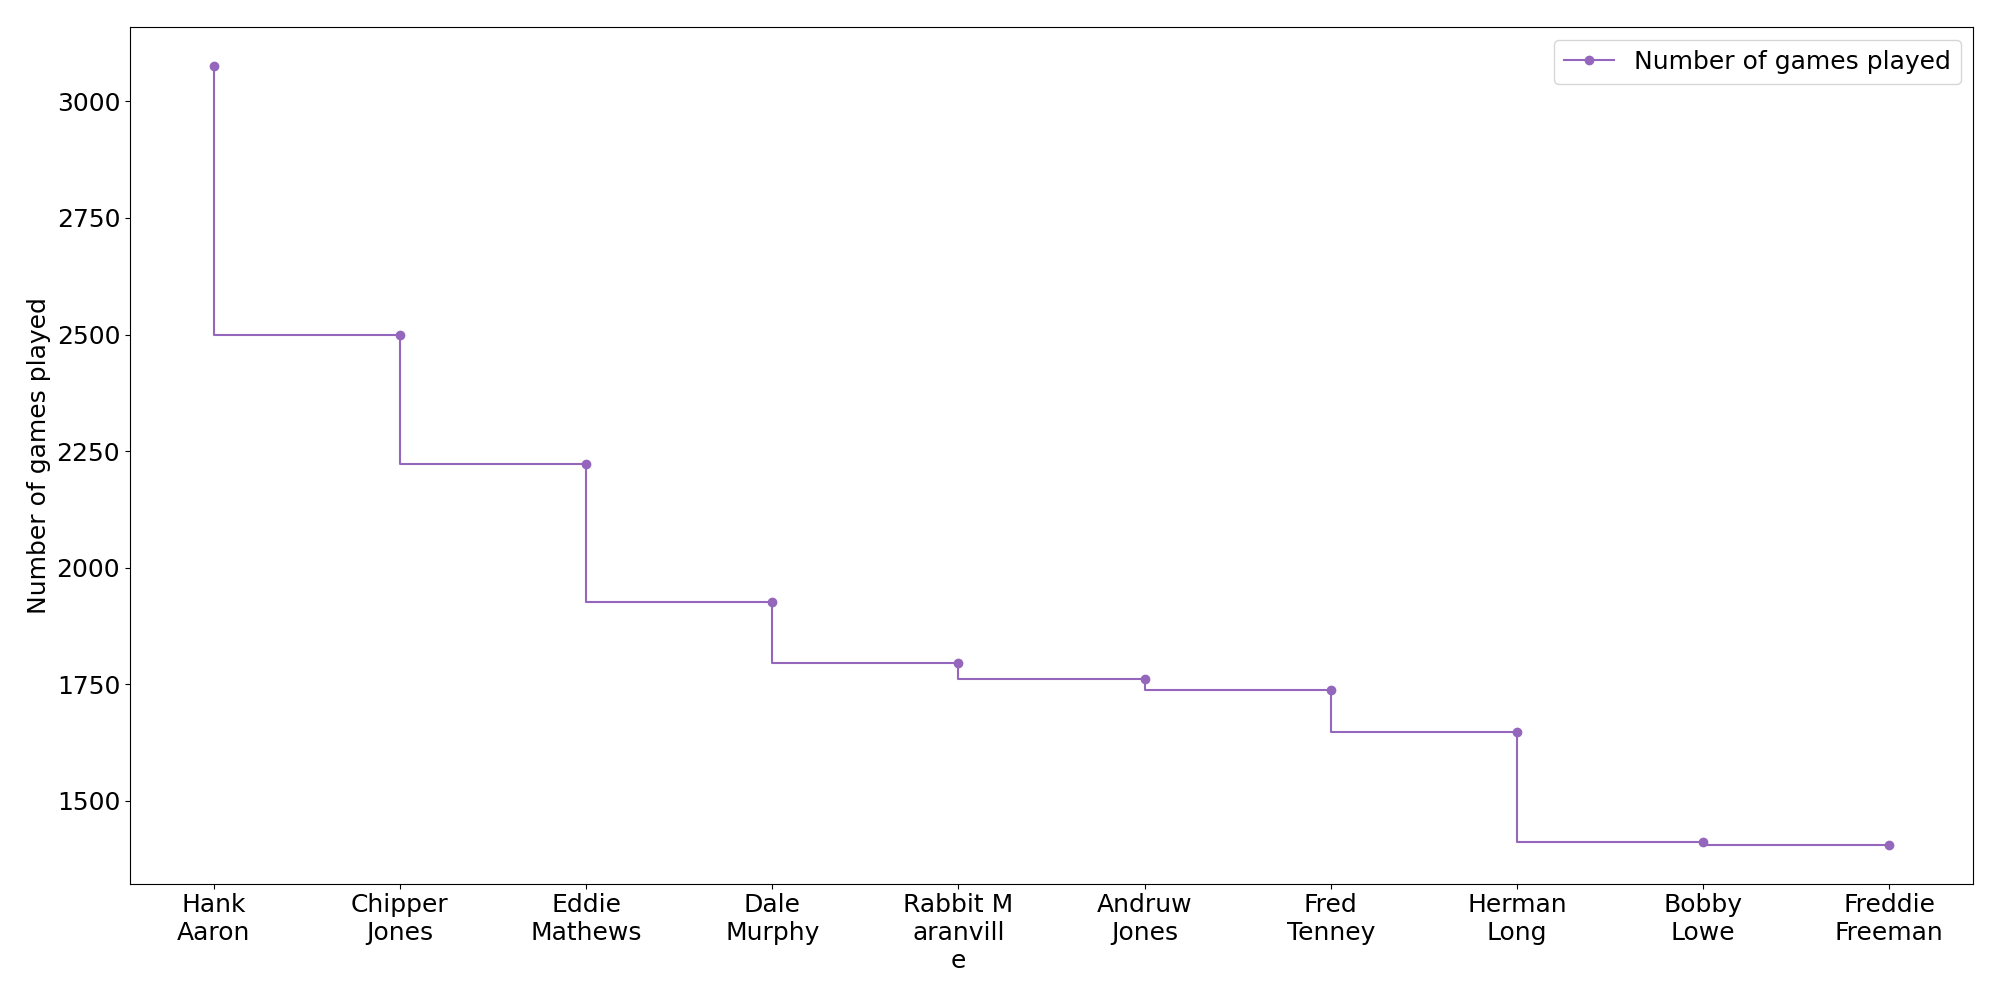 Number of games played
3000
2750
2500
2250
2000
1750
1500
Number of games played
Hank
Aaron
Chipper
Jones
Eddie
Mathews
Dale
Murphy
Rabbit M
aranvill
e
Andruw
Jones
Fred
Tenney
Herman
Long
Bobby
Lowe
Freddie
Freeman